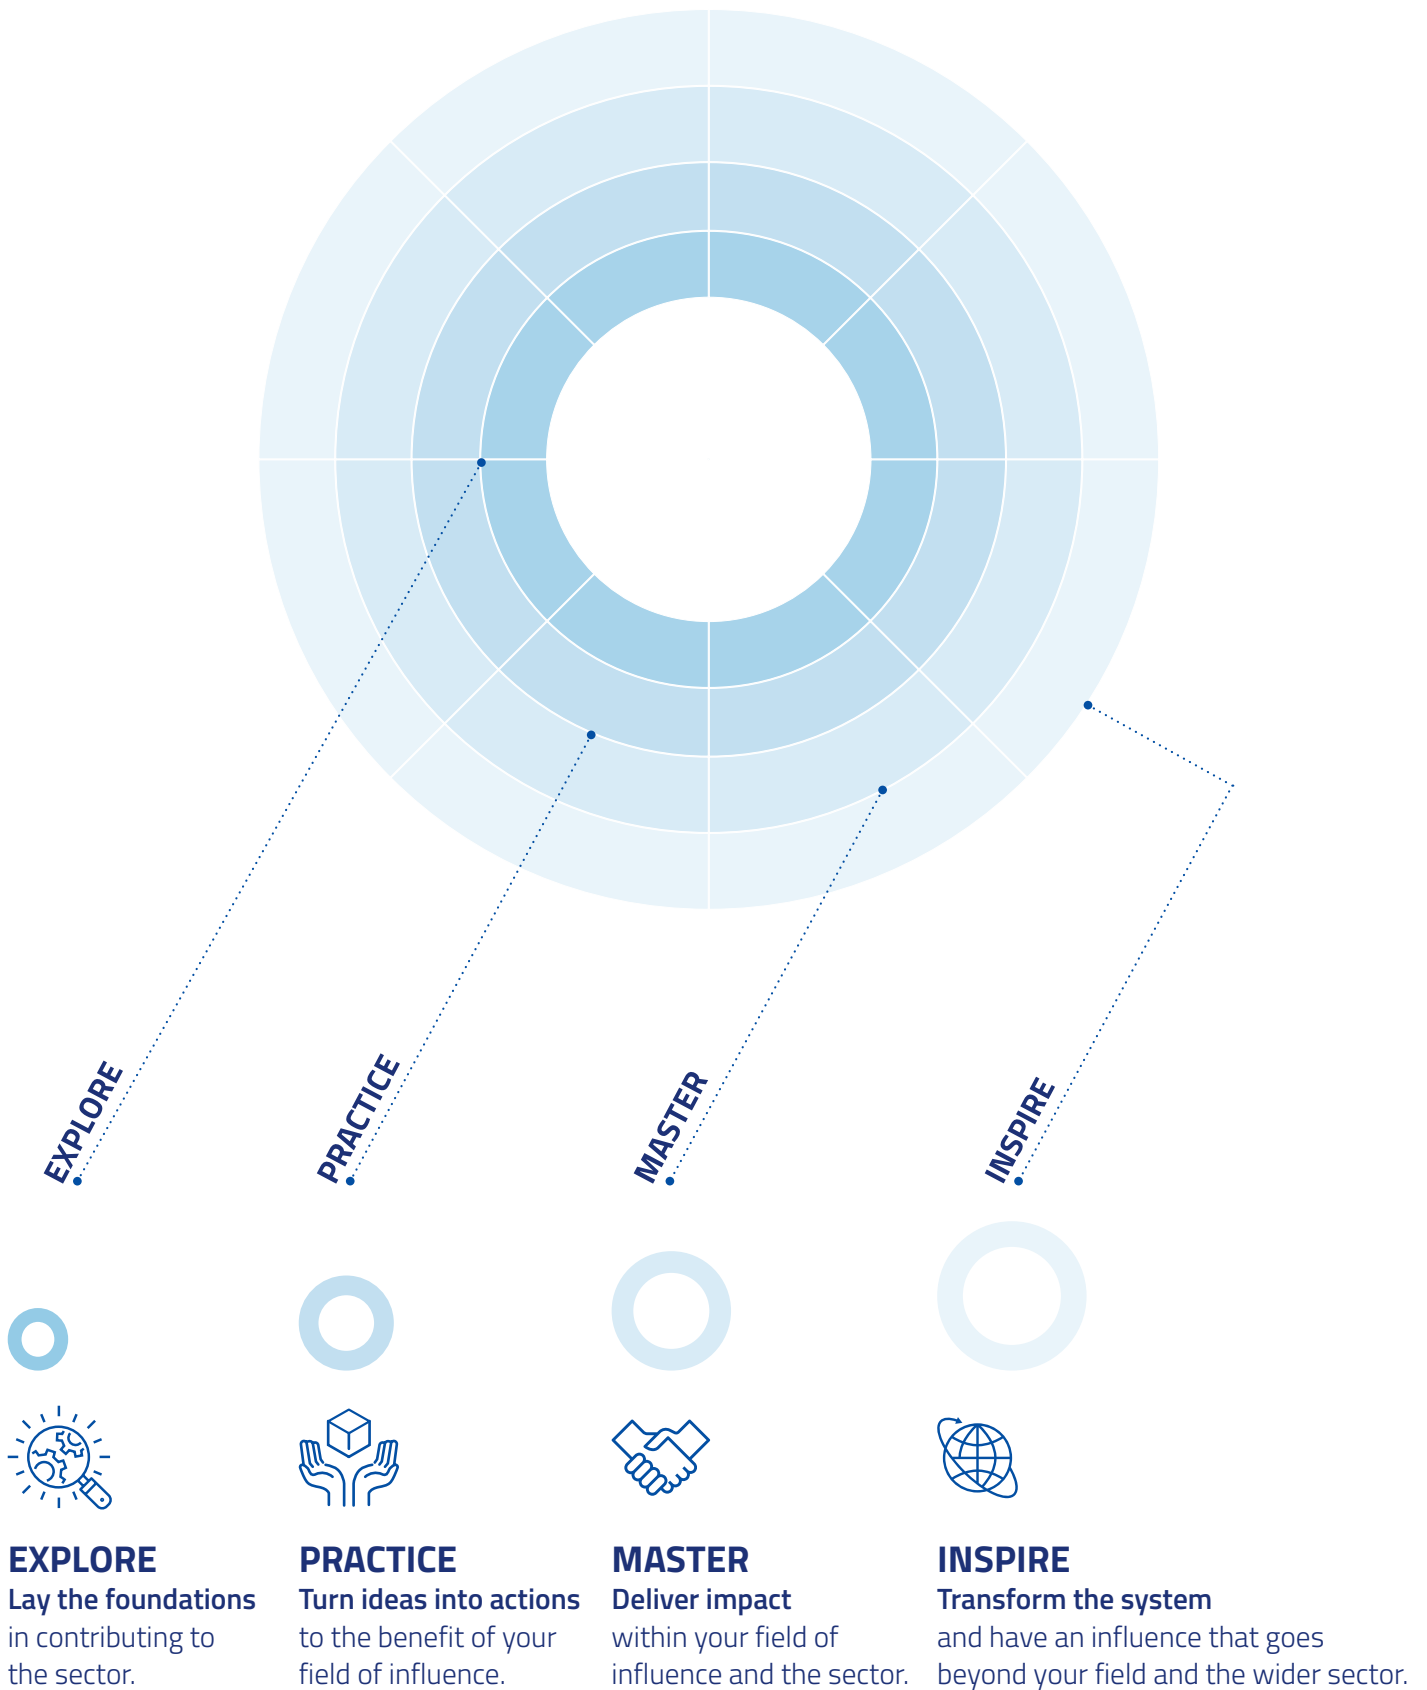 EXPLORE
PRACTICE
MASTER
INSPIRE
EXPLORE
Lay the foundations
in contributing to
the sector.
PRACTICE
Turn ideas into actions
to the benefit of your
field of influence.
MASTER
Deliver impact
within your field of
influence and the sector.
INSPIRE
Transform the system
and have an influence that goes
beyond your field and the wider sector.